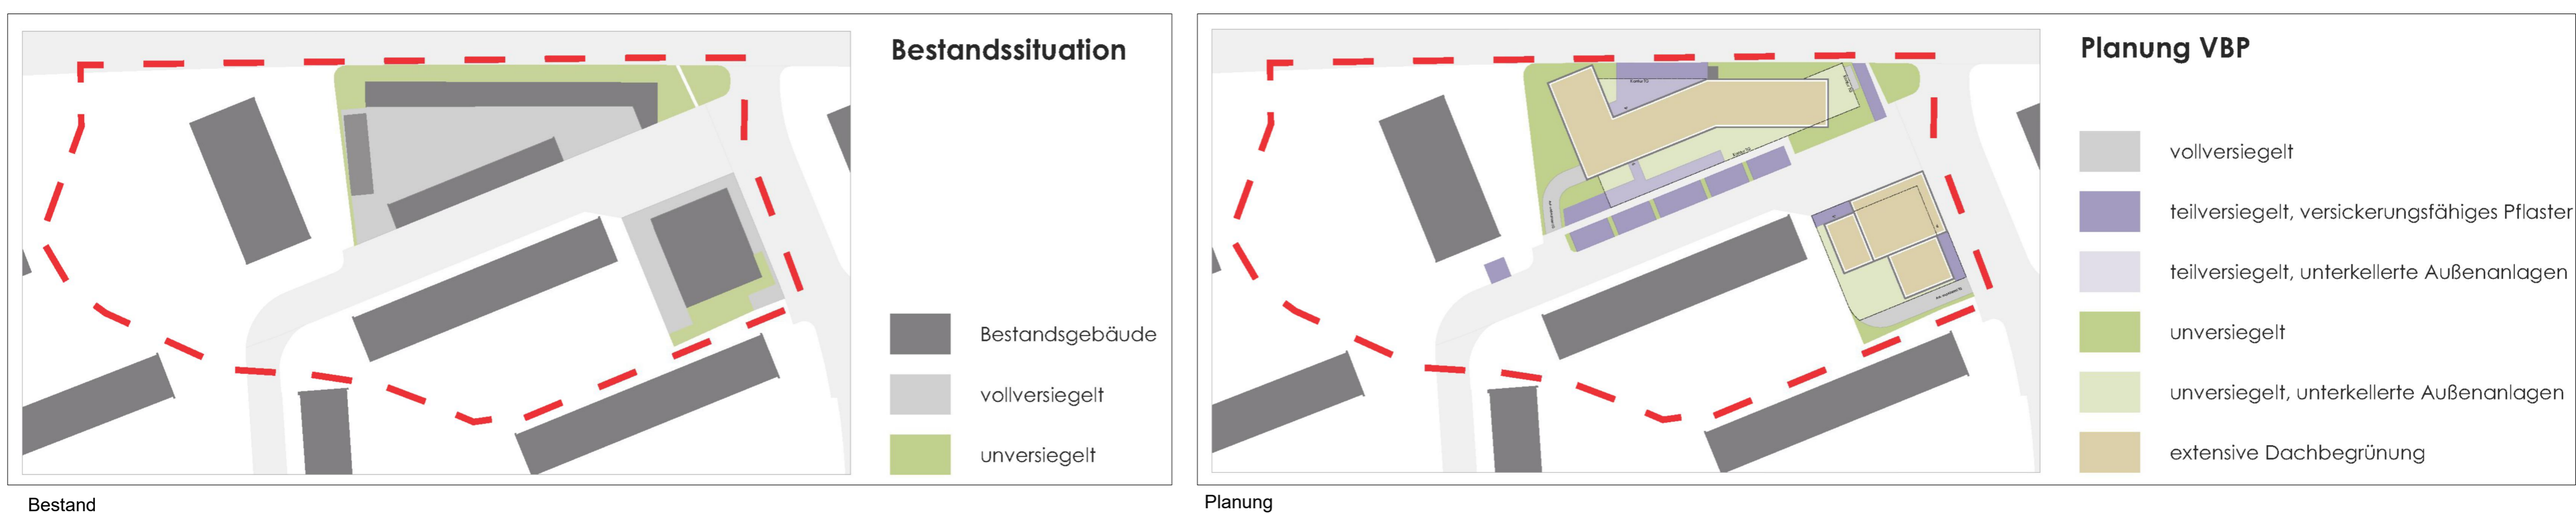 Bestandssituation
Bestandsgebäude
vollversiegelt
unversiegelt
Bestand
Planung VBP
vollversiegelt
teilversiegelt, versickerungsfähiges Pflaster
teilversiegelt, unterkellerte Außenanlagen
unversiegelt
unversiegelt, unterkellerte Außenanlagen
extensive Dachbegrünung
Planung